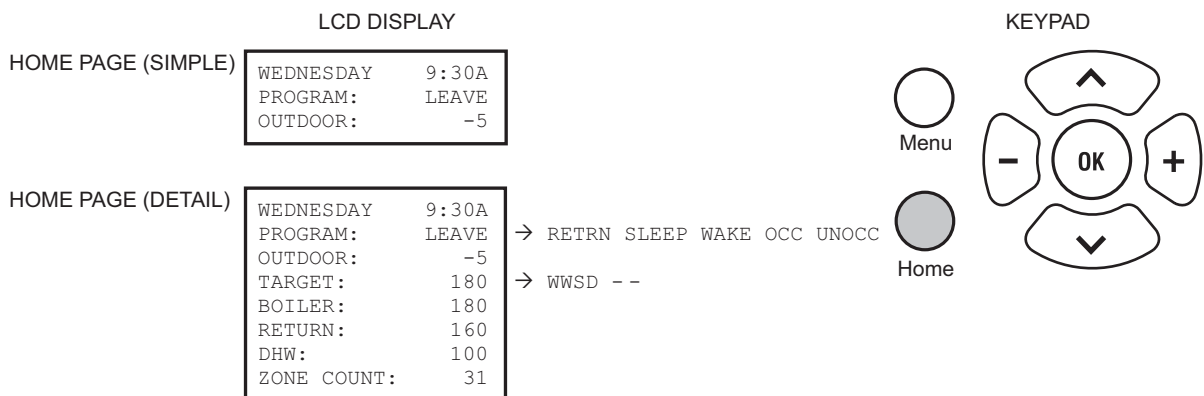 LCD DISPLAY
KEYPAD
HOME PAGE (SIMPLE)
WEDNESDAY 9:30A
PROGRAM: LEAVE
OUTDOOR: -5
Menu
- OK +
Home
HOME PAGE (DETAIL)
WEDNESDAY 9:30A
PROGRAM: LEAVE → RETRN SLEEP WAKE OCC UNOCC
OUTDOOR: -5
TARGET: 180 → WWSD --
BOILER: 180
RETURN: 160
DHW: 100
ZONE COUNT: 31